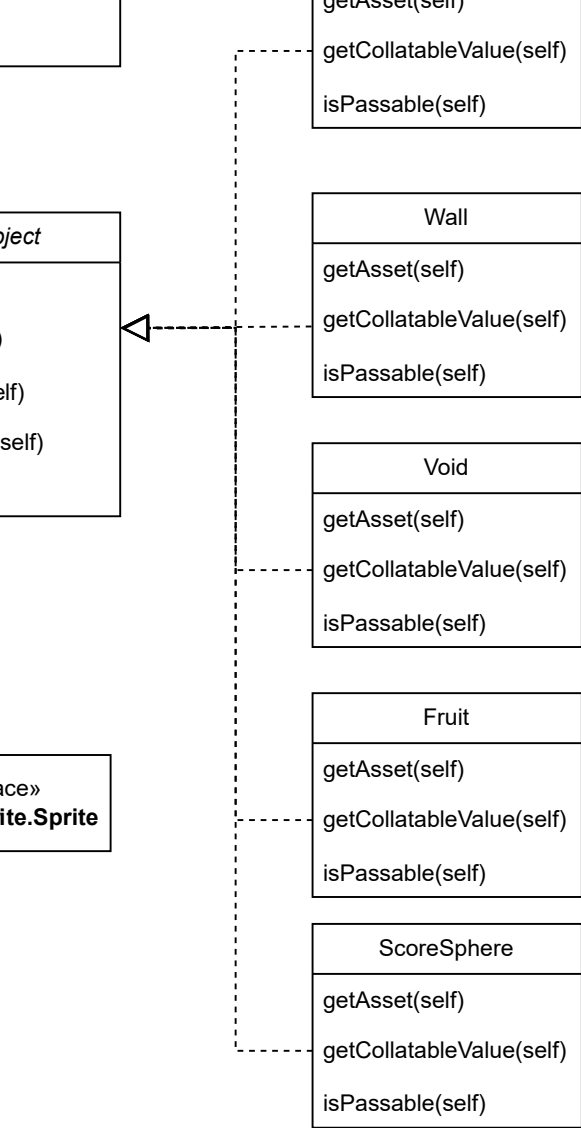 getAsset(self)
getCollatableValue(self)
isPassable(self)
Wall
getAsset(self)
getCollatableValue(self)
isPassable(self)
Void
getAsset(self)
getCollatableValue(self)
isPassable(self)
Fruit
getAsset(self)
getCollatableValue(self)
isPassable(self)
ScoreSphere
getAsset(self)
getCollatableValue(self)
isPassable(self)
ject
)
elf)
self)
ace»
ite.Sprite